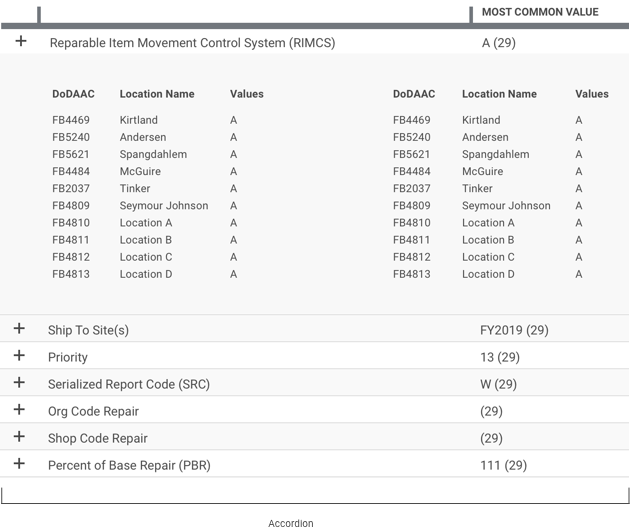 MOST COMMON VALUE
+ Reparable Item Movement Control System (RIMCS) A (29)
DoDAAC Location Name Values DoDAAC Location Name Values
FB4469 Kirtland A FB4469 Kirtland A
FB5240 Andersen A FB5240 Andersen A
FB5621 Spangdahlem A FB5621 Spangdahlem A
FB4484 McGuire A FB4484 McGuire A
FB2037 Tinker A FB2037 Tinker A
FB4809 Seymour Johnson A FB4809 Seymour Johnson A
FB4810 Location A A FB4810 Location A A
FB4811 Location B A FB4811 Location B A
FB4812 Location C A FB4812 Location C A
FB4813 Location D A FB4813 Location D A
+ Ship To Site(s) FY2019 (29)
+ Priority 13 (29)
+ Serialized Report Code (SRC) W (29)
+ Org Code Repair (29)
+ Shop Code Repair (29)
+ Percent of Base Repair (PBR) 111 (29)
Accordion